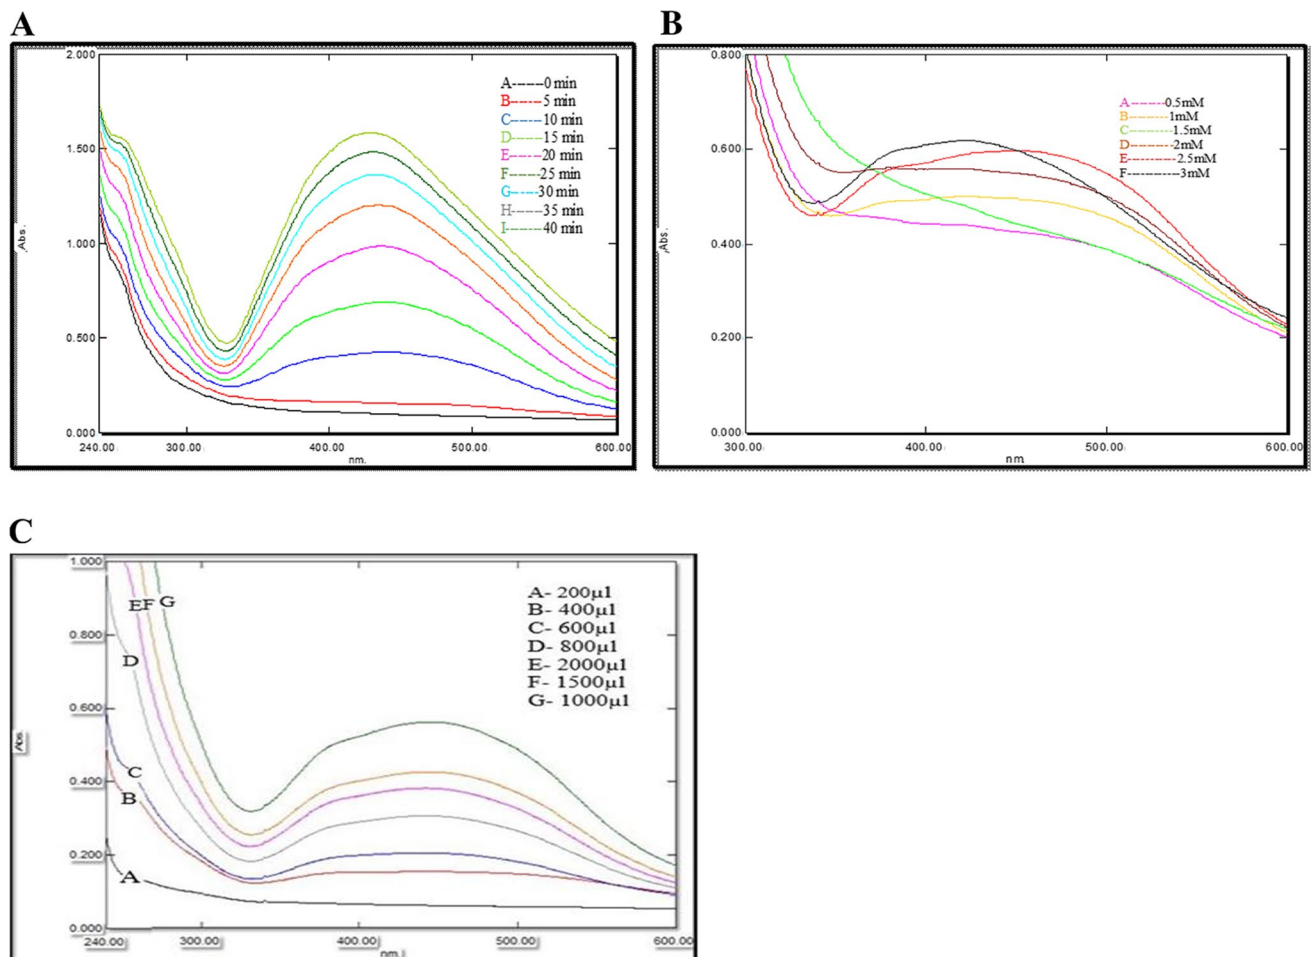 A
2.000
1.500
1.000
0.500
0.000
Abs.
240.00
300.00
400.00
500.00
600.00
nm.
A------0 min
B------5 min
C------10 min
D------15 min
E------20 min
F------25 min
G------30 min
H------35 min
I------40 min
B
0.800
0.600
0.400
0.200
0.000
Abs.
300.00
400.00
500.00
600.00
nm
A--------0.5mM
B---------1mM
C---------1.5mM
D---------2mM
E----------2.5mM
F-----------3mM
C
1.000
0.800
0.600
0.400
0.200
0.000
Abs.
240.00
300.00
400.00
500.00
600.00
nm.
E F G
D
C
B
A
A- 200µl
B- 400µl
C- 600µl
D- 800µl
E- 2000µl
F- 1500µl
G- 1000µl